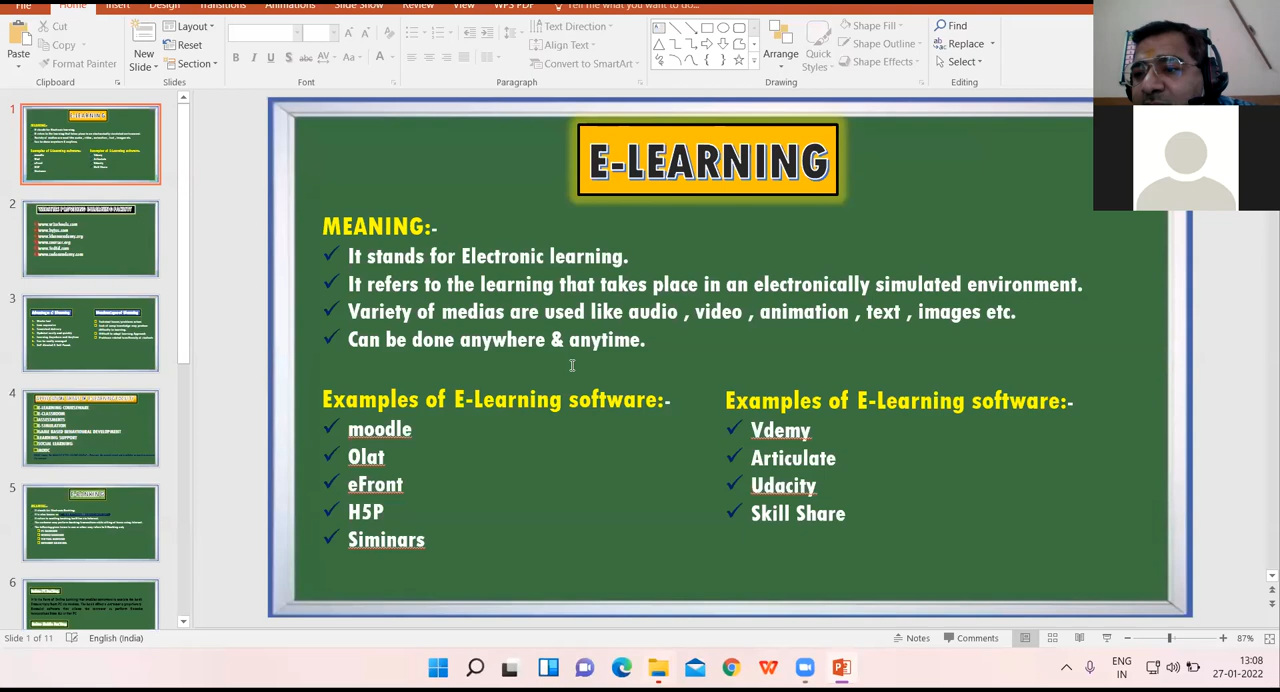 File Home Insert Design Transitions Animations Slide Show Review View WPS PDF Tell me what you want to do...
Paste
Cut
Copy
Format Painter
Clipboard
New Slide
Layout
Reset
Section
Slides
B I U S abc AV Aa A
Font
Text Direction
Align Text
Convert to SmartArt
Paragraph
Arrange
Quick Styles
Shape Fill
Shape Outline
Shape Effects
Drawing
Find
Replace
Select
Editing
1
2
3
4
5
6
E-LEARNING
MEANING:-
It stands for Electronic learning.
It refers to the learning that takes place in an electronically simulated environment.
Variety of medias are used like audio , video , animation , text , images etc.
Can be done anywhere & anytime.
Examples of E-Learning software:-
moodle
Olat
eFront
H5P
Siminars
Examples of E-Learning software:-
Vdemy
Articulate
Udacity
Skill Share
Slide 1 of 11 English (India) Notes Comments 87%
ENG
IN
13:08
27-01-2022